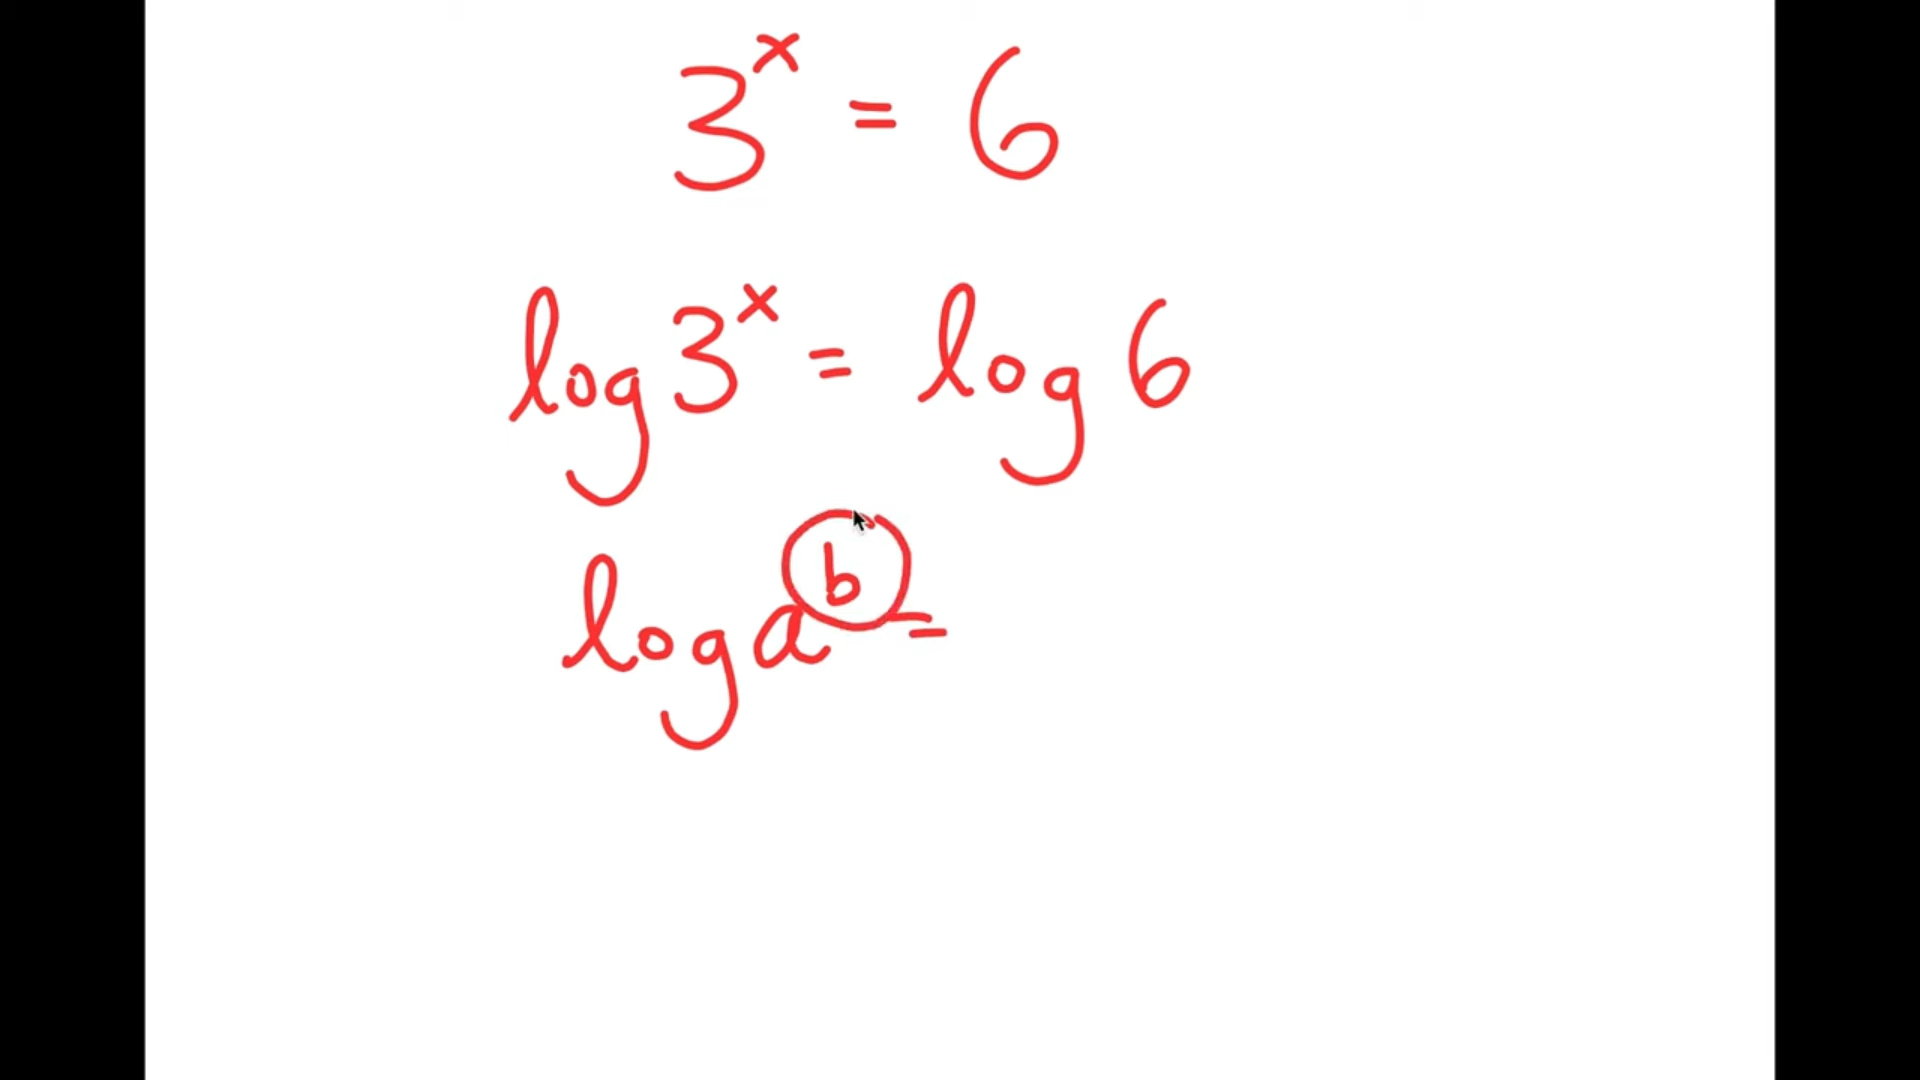 3^x = 6
log 3^x = log 6
log a^b =